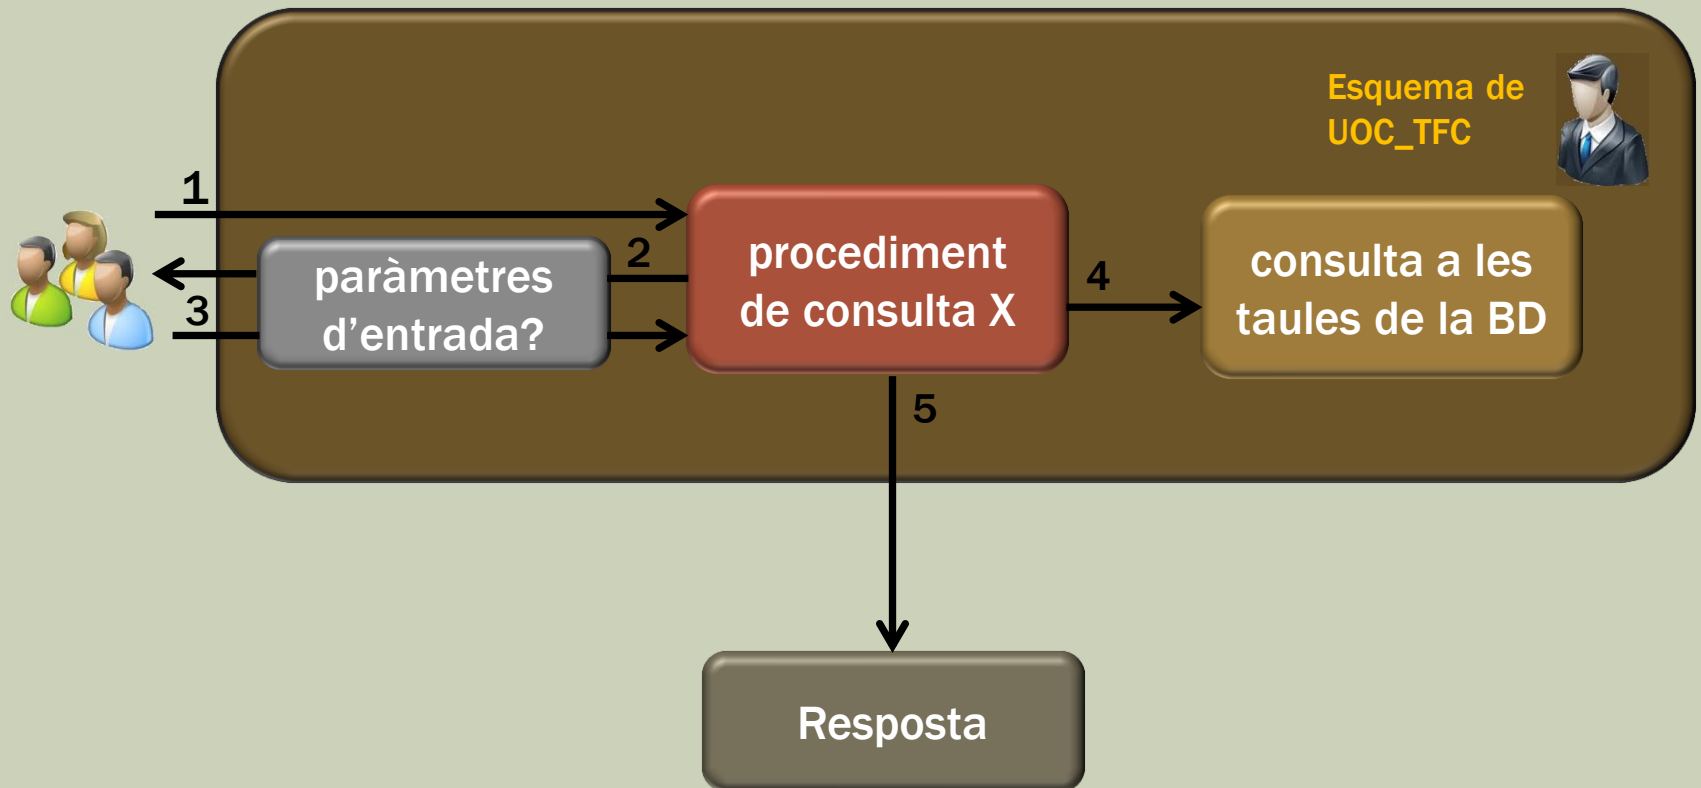 Esquema de
UOC_TFC
1
2
3
4
5
paràmetres
d’entrada?
procediment
de consulta X
consulta a les
taules de la BD
Resposta